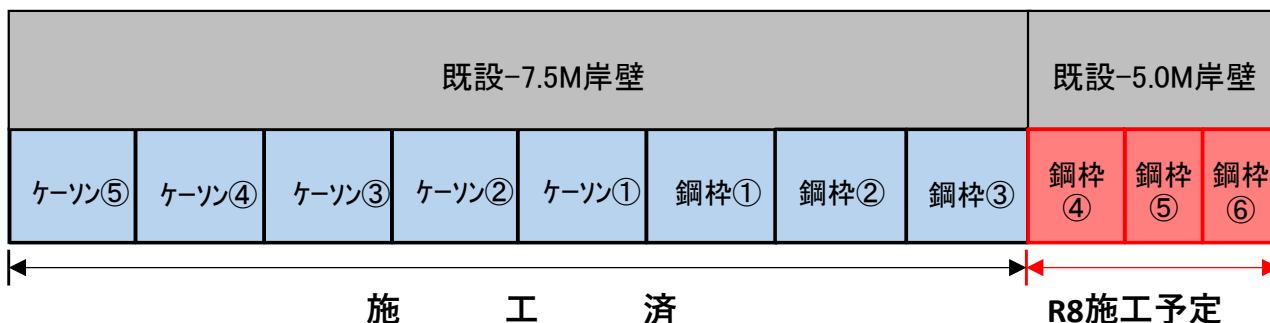 既設-7.5M岸壁
既設-5.0M岸壁
ｹｰｿﾝ⑤
ｹｰｿﾝ④
ｹｰｿﾝ③
ｹｰｿﾝ②
ｹｰｿﾝ①
鋼枠①
鋼枠②
鋼枠③
鋼枠
④
鋼枠
⑤
鋼枠
⑥
施 工 済
R8施工予定